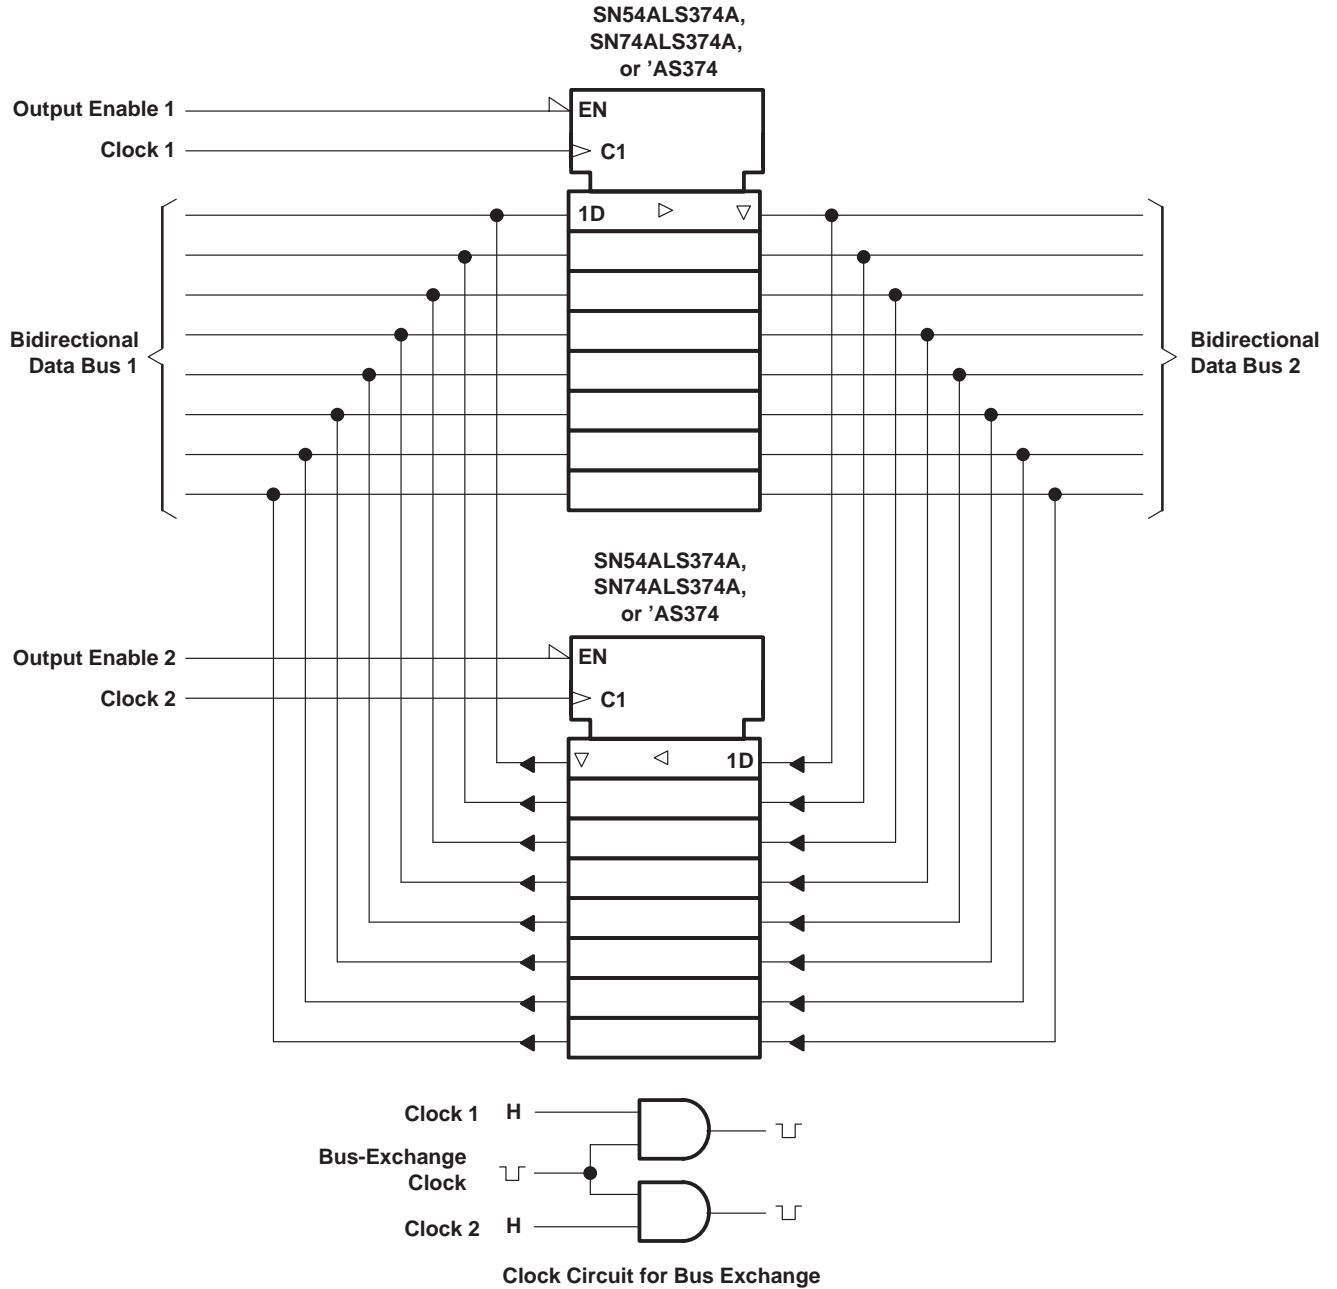 SN54ALS374A,
SN74ALS374A,
or ’AS374
Output Enable 1
EN
Clock 1
C1
1D
Bidirectional
Data Bus 1
Bidirectional
Data Bus 2
SN54ALS374A,
SN74ALS374A,
or ’AS374
Output Enable 2
EN
Clock 2
C1
1D
Clock 1 H
Bus-Exchange
Clock
Clock 2 H
Clock Circuit for Bus Exchange